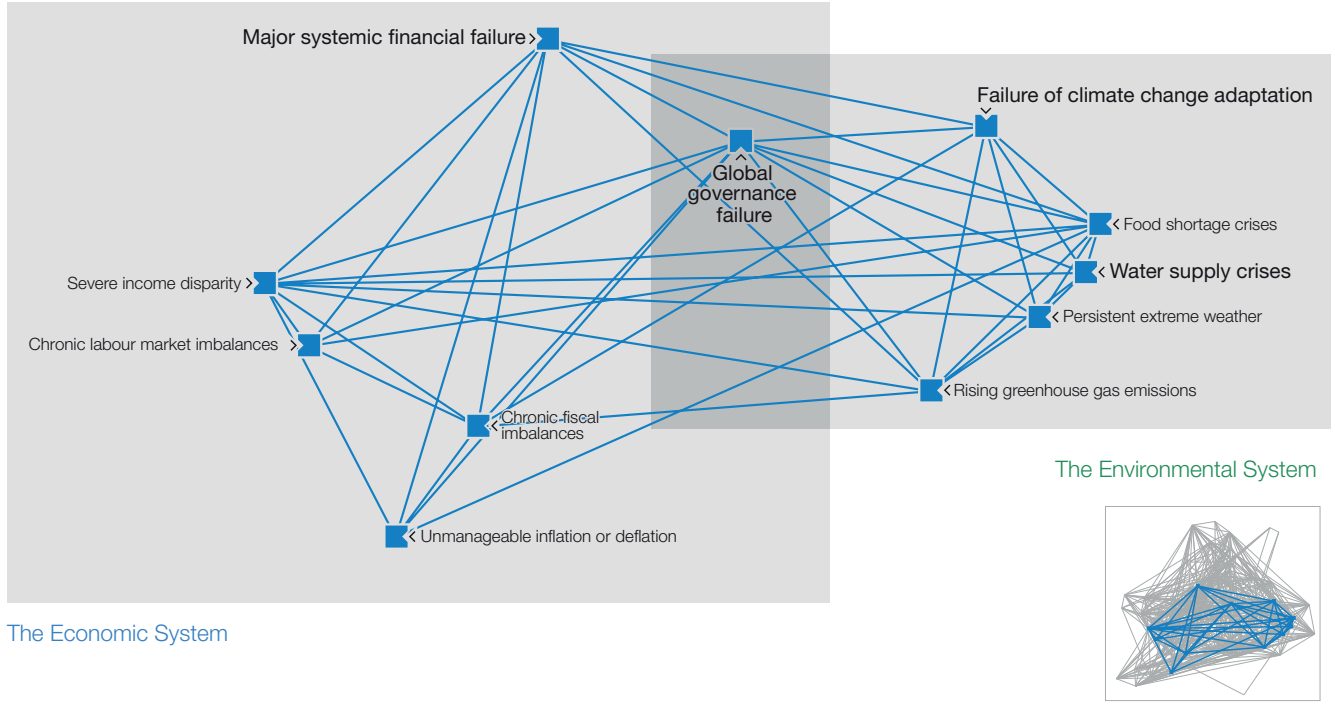 Major systemic financial failure
Failure of climate change adaptation
Global
governance
failure
Food shortage crises
Water supply crises
Severe income disparity
Persistent extreme weather
Chronic labour market imbalances
Rising greenhouse gas emissions
Chronic fiscal
imbalances
The Environmental System
Unmanageable inflation or deflation
The Economic System